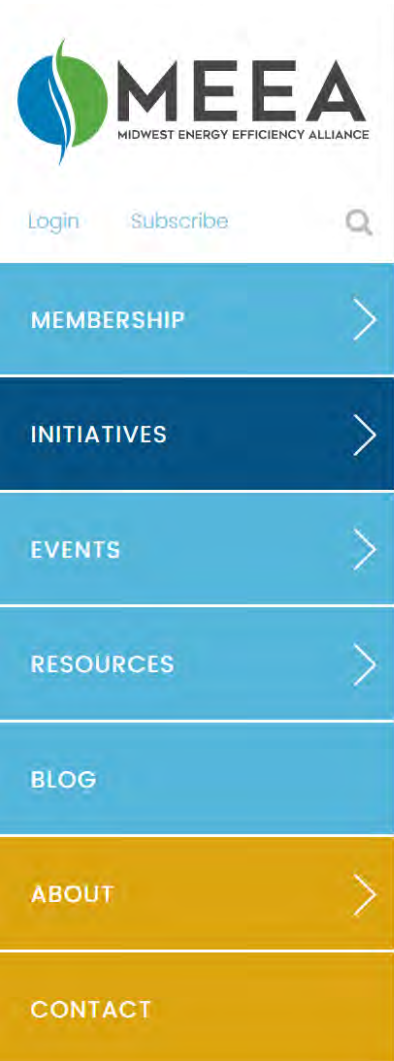 MEEA
MIDWEST ENERGY EFFICIENCY ALLIANCE
Login Subscribe
MEMBERSHIP
INITIATIVES
EVENTS
RESOURCES
BLOG
ABOUT
CONTACT